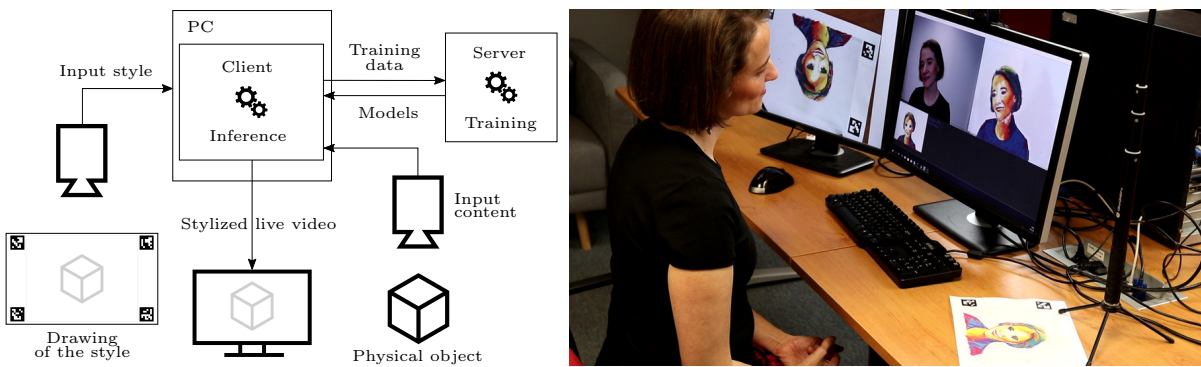 PC
Input style
Client
Inference
Training
data
Models
Server
Training
Stylized live video
Input
content
Drawing
of the style
Physical object